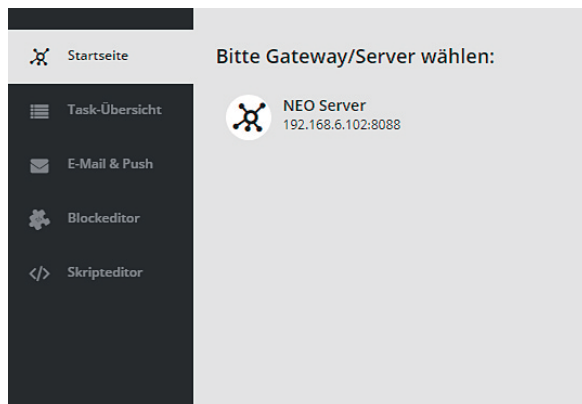 Startseite
Task-Übersicht
E-Mail & Push
Blockeditor
</> Skripteditor
Bitte Gateway/Server wählen:
NEO Server
192.168.6.102:8088